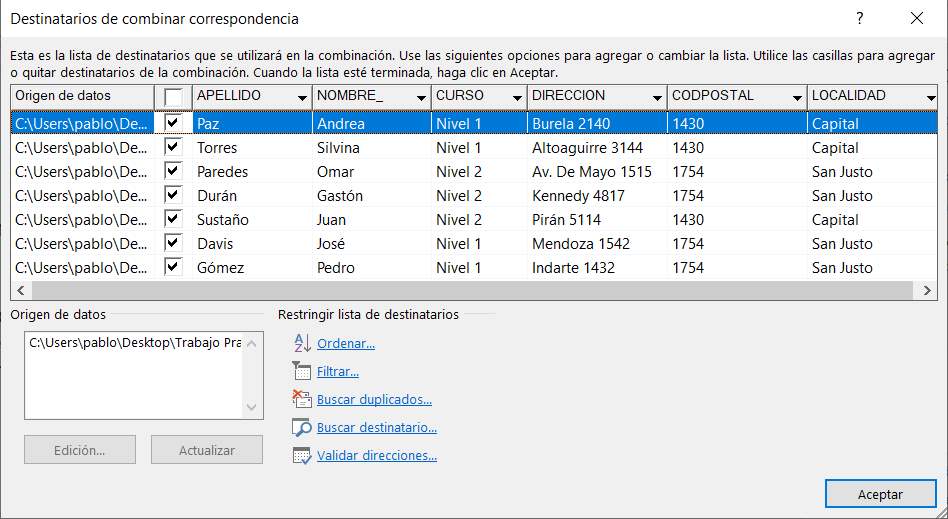 Destinatarios de combinar correspondencia
?
Esta es la lista de destinatarios que se utilizará en la combinación. Use las siguientes opciones para agregar o cambiar la lista. Utilice las casillas para agregar
o quitar destinatarios de la combinación. Cuando la lista esté terminada, haga clic en Aceptar.
Origen de datos APELLIDO NOMBRE_ CURSO DIRECCION CODPOSTAL LOCALIDAD
C:\Users\pablo\De... Paz Andrea Nivel 1 Burela 2140 1430 Capital
C:\Users\pablo\De... Torres Silvina Nivel 1 Altoaguirre 3144 1430 Capital
C:\Users\pablo\De... Paredes Omar Nivel 2 Av. De Mayo 1515 1754 San Justo
C:\Users\pablo\De... Durán Gastón Nivel 2 Kennedy 4817 1754 San Justo
C:\Users\pablo\De... Sustaño Juan Nivel 2 Pirán 5114 1430 Capital
C:\Users\pablo\De... Davis José Nivel 1 Mendoza 1542 1754 San Justo
C:\Users\pablo\De... Gómez Pedro Nivel 1 Indarte 1432 1754 San Justo
Origen de datos
C:\Users\pablo\Desktop\Trabajo Pra
Edición...
Actualizar
Restringir lista de destinatarios
Ordenar...
Filtrar...
Buscar duplicados...
Buscar destinatario...
Validar direcciones...
Aceptar